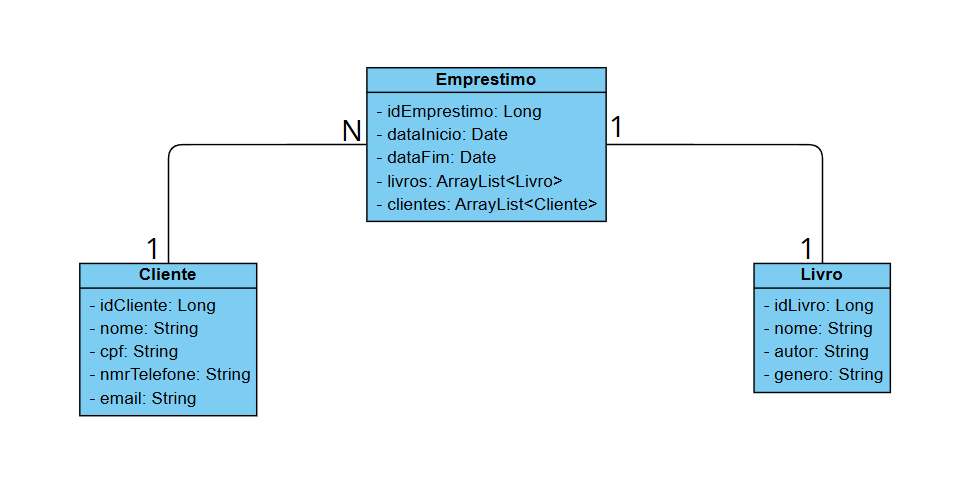 Emprestimo
- idEmprestimo: Long
- dataInicio: Date
- dataFim: Date
- livros: ArrayList<Livro>
- clientes: ArrayList<Cliente>
N
1
1
Cliente
- idCliente: Long
- nome: String
- cpf: String
- nmrTelefone: String
- email: String
1
Livro
- idLivro: Long
- nome: String
- autor: String
- genero: String